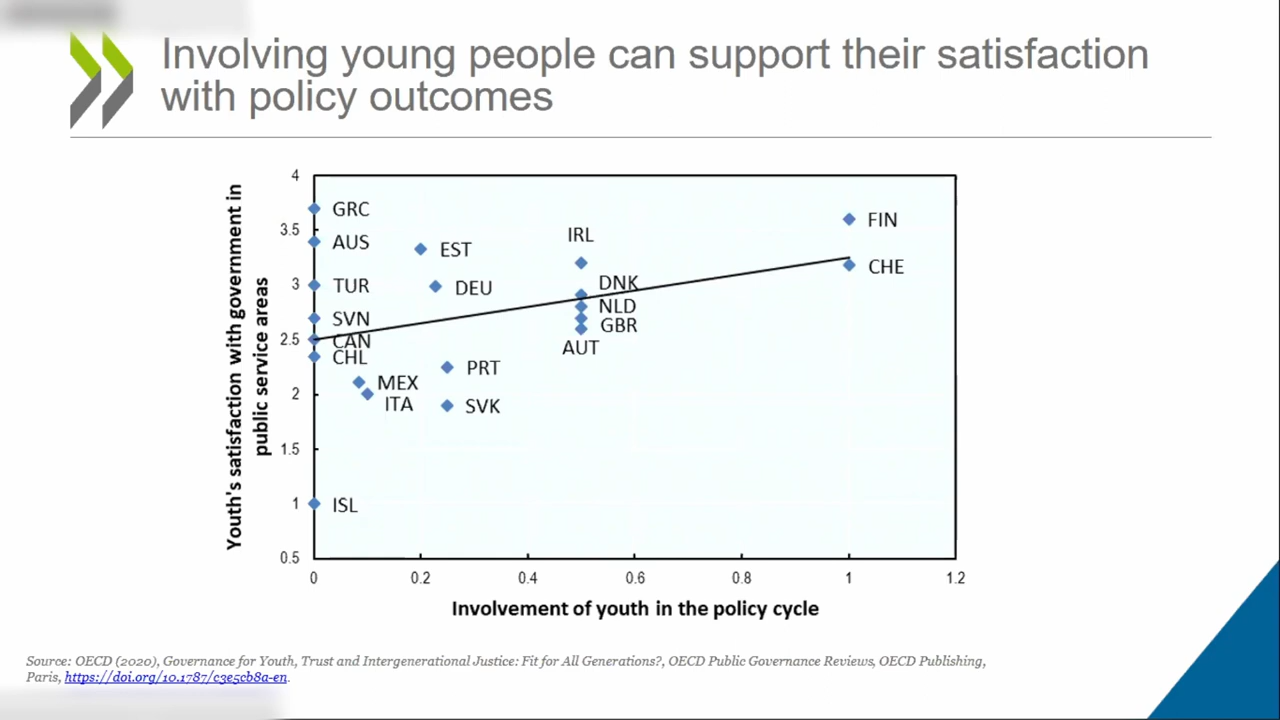 Involving young people can support their satisfaction
with policy outcomes
Youth's satisfaction with government in
public service areas
4
3.5
3
2.5
2
1.5
1
0.5
GRC
AUS
TUR
SVN
CAN
CHL
MEX
ITA
ISL
EST
DEU
PRT
SVK
IRL
DNK
NLD
GBR
AUT
FIN
CHE
0
0.2
0.4
0.6
0.8
1
1.2
Involvement of youth in the policy cycle
Source: OECD (2020), Governance for Youth, Trust and Intergenerational Justice: Fit for All Generations?, OECD Public Governance Reviews, OECD Publishing,
Paris, https://doi.org/10.1787/c3e5cb8a-en.